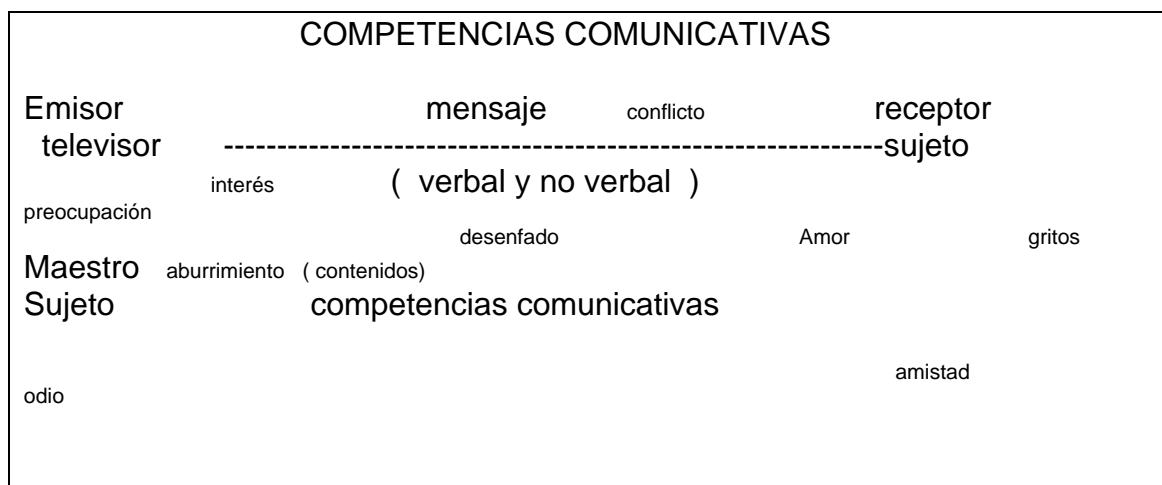 COMPETENCIAS COMUNICATIVAS
Emisor mensaje conflicto receptor
televisor --------------------------------------------------------------sujeto
interés ( verbal y no verbal )
preocupación
desenfado Amor gritos
Maestro aburrimiento ( contenidos)
Sujeto competencias comunicativas
amistad
odio